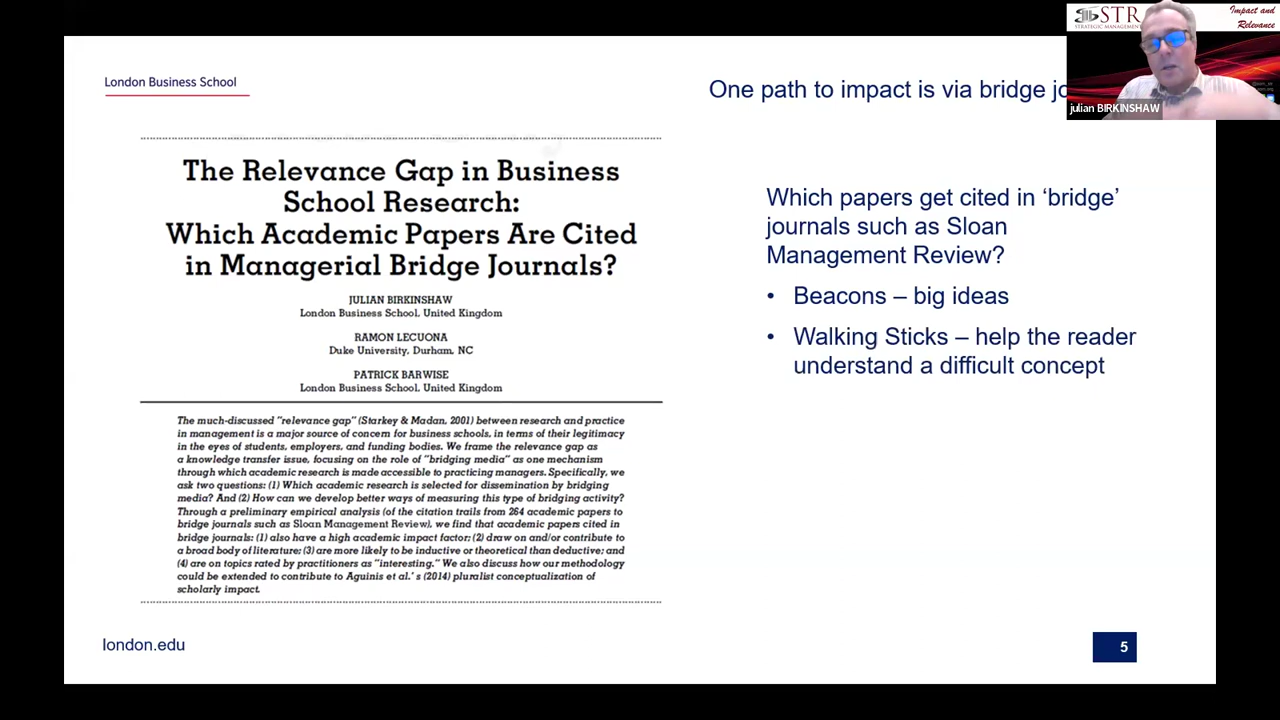 London Business School
One path to impact is via bridge
STR
STRATEGIC MANAGEMENT
Impact and
Relevance
julian BIRKINSHAW
The Relevance Gap in Business
School Research:
Which Academic Papers Are Cited
in Managerial Bridge Journals?
JULIAN BIRKINSHAW
London Business School, United Kingdom
RAMON LECUONA
Duke University, Durham, NC
PATRICK BARWISE
London Business School, United Kingdom
The much-discussed "relevance gap" (Starkey & Madan, 2001) between research and practice
in management is a major source of concern for business schools, in terms of their legitimacy
in the eyes of students, employers, and funding bodies. We frame the relevance gap as
a knowledge transfer issue, focusing on the role of "bridging media" as one mechanism
through which academic research is made accessible to practicing managers. Specifically, we
ask two questions: (1) Which academic research is selected for dissemination by bridging
media? And (2) How can we develop better ways of measuring this type of bridging activity?
Through a preliminary empirical analysis (of the citation trails from 264 academic papers to
bridge journals such as Sloan Management Review), we find that academic papers cited in
bridge journals: (1) also have a high academic impact factor; (2) draw on and/or contribute to
a broad body of literature; (3) are more likely to be inductive or theoretical than deductive; and
(4) are on topics rated by practitioners as "interesting." We also discuss how our methodology
could be extended to contribute to Aguinis et al.'s (2014) pluralist conceptualization of
scholarly impact.
Which papers get cited in ‘bridge’
journals such as Sloan
Management Review?
• Beacons – big ideas
• Walking Sticks – help the reader
understand a difficult concept
london.edu
5